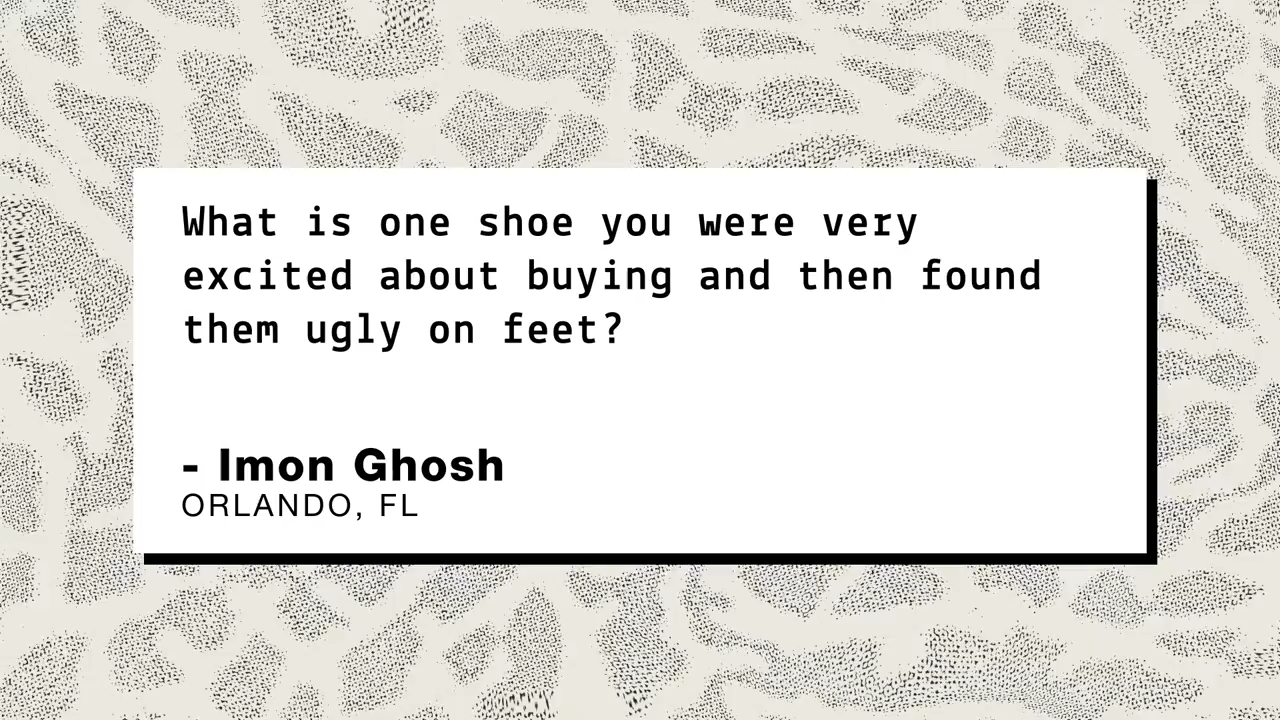 What is one shoe you were very
excited about buying and then found
them ugly on feet?
- Imon Ghosh
ORLANDO, FL